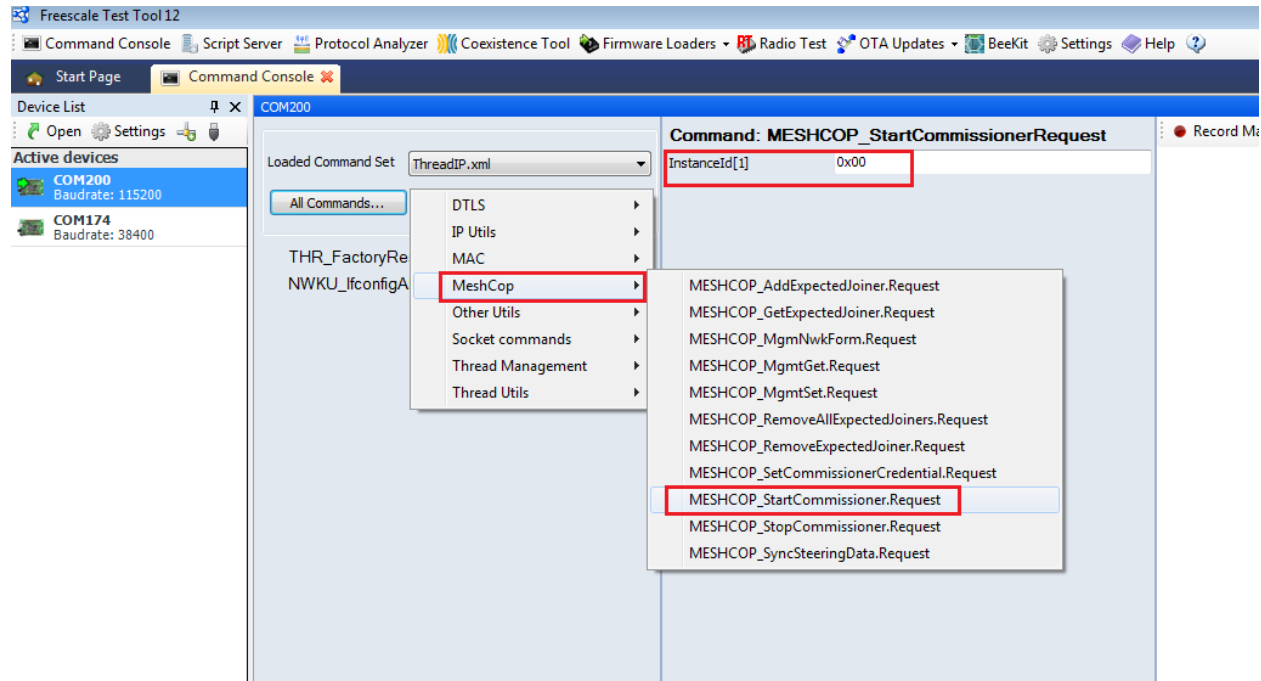 Freescale Test Tool 12
Command Console Script Server Protocol Analyzer Coexistence Tool Firmware Loaders Radio Test OTA Updates BeeKit Settings Help
Start Page Command Console
Device List
Open Settings
Active devices
COM200
Baudrate: 115200
COM174
Baudrate: 38400
COM200
Loaded Command Set ThreadIP.xml
All Commands...
THR_FactoryRe
NWKU_IfconfigA
DTLS
IP Utils
MAC
MeshCop
Other Utils
Socket commands
Thread Management
Thread Utils
MESHCOP_AddExpectedJoiner.Request
MESHCOP_GetExpectedJoiner.Request
MESHCOP_MgmNwkForm.Request
MESHCOP_MgmtGet.Request
MESHCOP_MgmtSet.Request
MESHCOP_RemoveAllExpectedJoiners.Request
MESHCOP_RemoveExpectedJoiner.Request
MESHCOP_SetCommissionerCredential.Request
MESHCOP_StartCommissioner.Request
MESHCOP_StopCommissioner.Request
MESHCOP_SyncSteeringData.Request
Command: MESHCOP_StartCommissionerRequest
InstanceId[1] 0x00
Record Ma